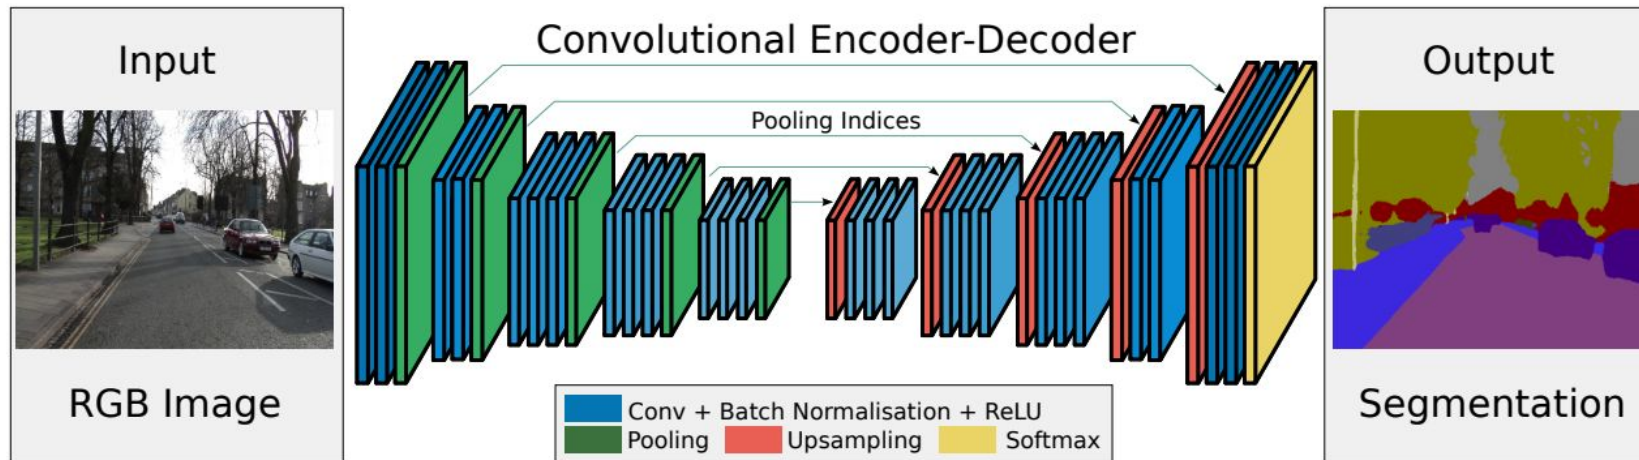 Input
RGB Image
Convolutional Encoder-Decoder
Pooling Indices
Conv + Batch Normalisation + ReLU
Pooling Upsampling Softmax
Output
Segmentation